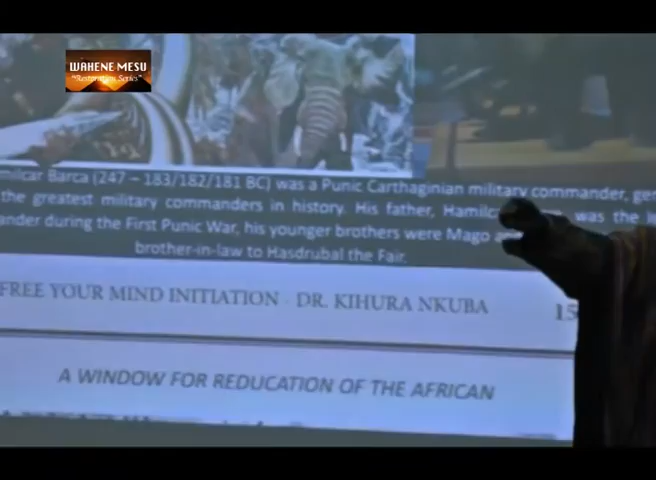 WAHENE MESU
"Restoration Series"
milcar Barca (247 – 183/182/181 BC) was a Punic Carthaginian military commander, gen
the greatest military commanders in history. His father, Hamilc was the
ander during the First Punic War, his younger brothers were Mago
brother-in-law to Hasdrubal the Fair.
FREE YOUR MIND INITIATION - DR. KIHURA NKUBA 15
A WINDOW FOR REDUCATION OF THE AFRICAN